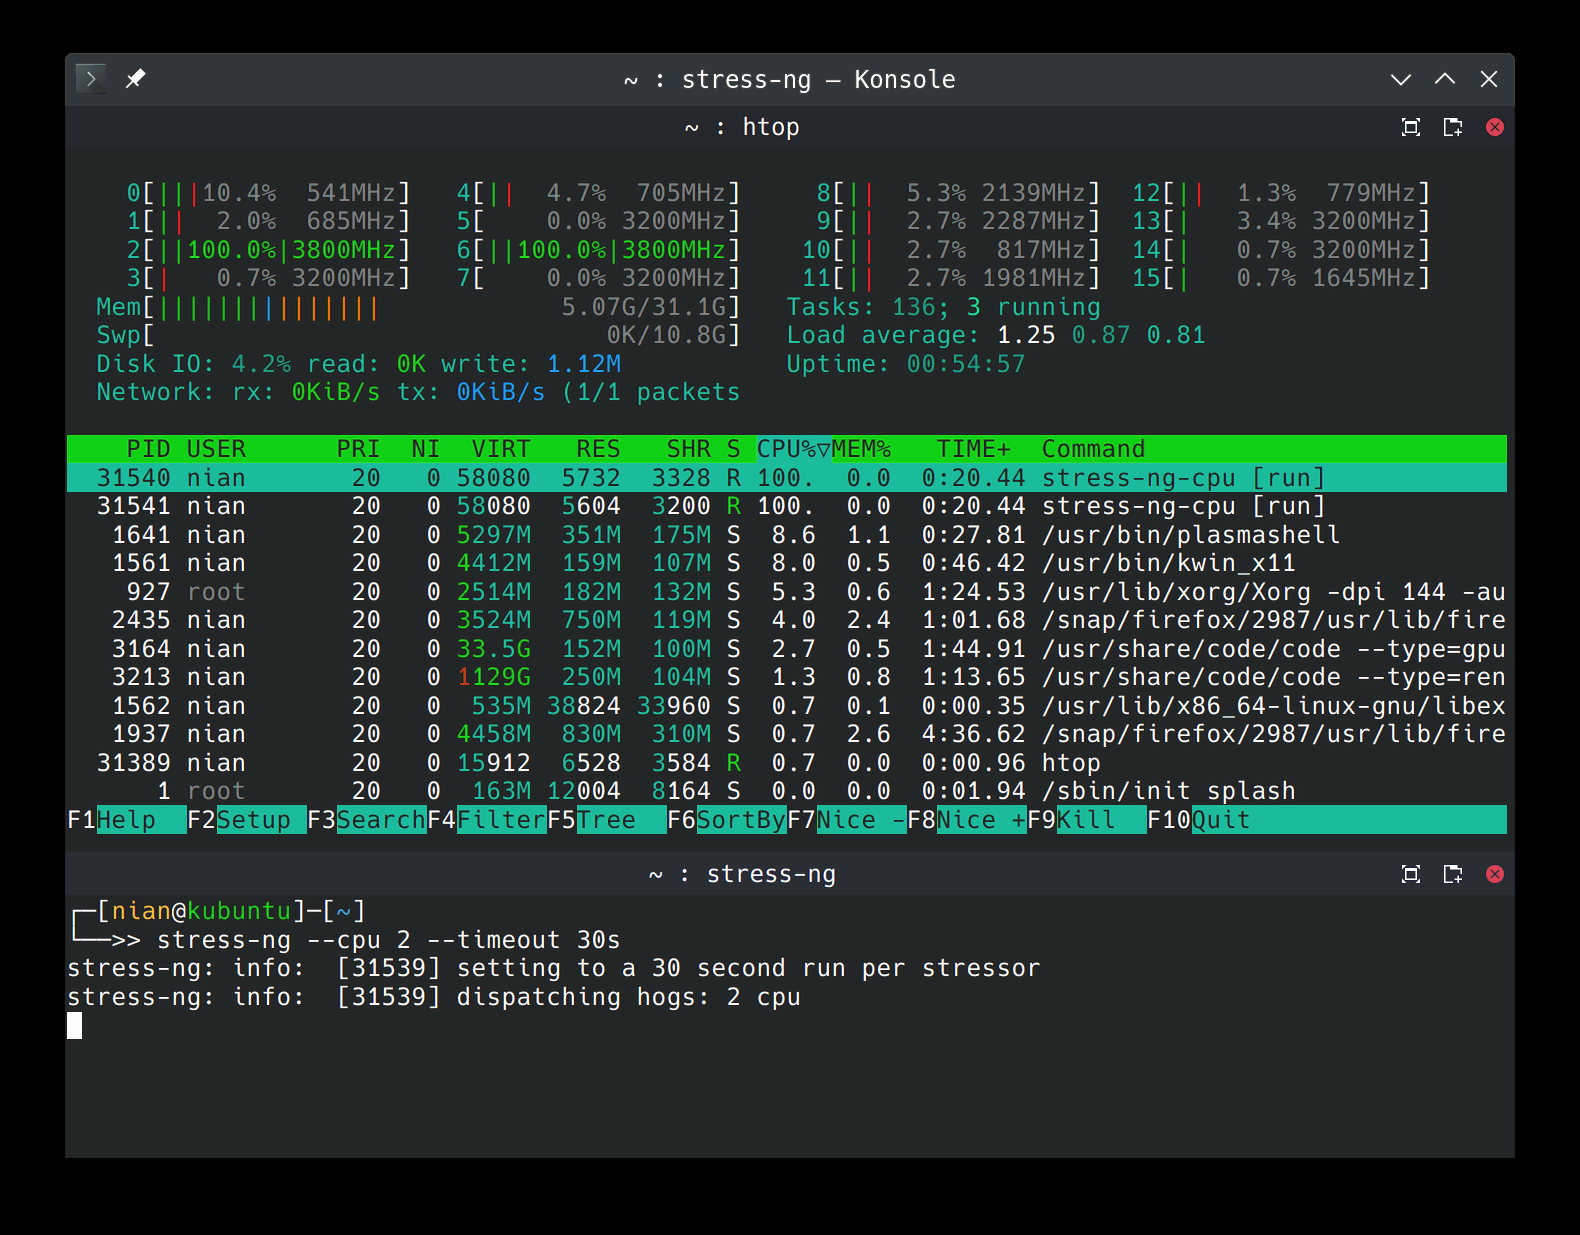 ~ : stress-ng — Konsole
~ : htop
0[|||10.4%  541MHz]   4[||  4.7%  705MHz]   8[||  5.3% 2139MHz]  12[||  1.3%  779MHz]
1[||  2.0%  685MHz]   5[    0.0% 3200MHz]   9[||  2.7% 2287MHz]  13[|   3.4% 3200MHz]
2[||100.0%|3800MHz]   6[||100.0%|3800MHz]  10[||  2.7%  817MHz]  14[|   0.7% 3200MHz]
3[|   0.7% 3200MHz]   7[    0.0% 3200MHz]  11[||  2.7% 1981MHz]  15[|   0.7% 1645MHz]
Mem[|||||||||||||||            5.07G/31.1G]   Tasks: 136; 3 running
Swp[                              0K/10.8G]   Load average: 1.25 0.87 0.81
Disk IO: 4.2% read: 0K write: 1.12M           Uptime: 00:54:57
Network: rx: 0KiB/s tx: 0KiB/s (1/1 packets
PID USER      PRI  NI  VIRT   RES   SHR S CPU%▽MEM%   TIME+  Command
31540 nian       20   0 58080  5732  3328 R 100.  0.0  0:20.44 stress-ng-cpu [run]
31541 nian       20   0 58080  5604  3200 R 100.  0.0  0:20.44 stress-ng-cpu [run]
1641 nian       20   0 5297M  351M  175M S  8.6  1.1  0:27.81 /usr/bin/plasmashell
1561 nian       20   0 4412M  159M  107M S  8.0  0.5  0:46.42 /usr/bin/kwin_x11
927 root       20   0 2514M  182M  132M S  5.3  0.6  1:24.53 /usr/lib/xorg/Xorg -dpi 144 -au
2435 nian       20   0 3524M  750M  119M S  4.0  2.4  1:01.68 /snap/firefox/2987/usr/lib/fire
3164 nian       20   0 33.5G  152M  100M S  2.7  0.5  1:44.91 /usr/share/code/code --type=gpu
3213 nian       20   0 1129G  250M  104M S  1.3  0.8  1:13.65 /usr/share/code/code --type=ren
1562 nian       20   0  535M 38824 33960 S  0.7  0.1  0:00.35 /usr/lib/x86_64-linux-gnu/libex
1937 nian       20   0 4458M  830M  310M S  0.7  2.6  4:36.62 /snap/firefox/2987/usr/lib/fire
31389 nian       20   0 15912  6528  3584 R  0.7  0.0  0:00.96 htop
1 root       20   0  163M 12004  8164 S  0.0  0.0  0:01.94 /sbin/init splash
F1Help  F2Setup F3SearchF4FilterF5Tree  F6SortByF7Nice -F8Nice +F9Kill  F10Quit
~ : stress-ng
┌─[nian@kubuntu]─[~]
└──>> stress-ng --cpu 2 --timeout 30s
stress-ng: info:  [31539] setting to a 30 second run per stressor
stress-ng: info:  [31539] dispatching hogs: 2 cpu